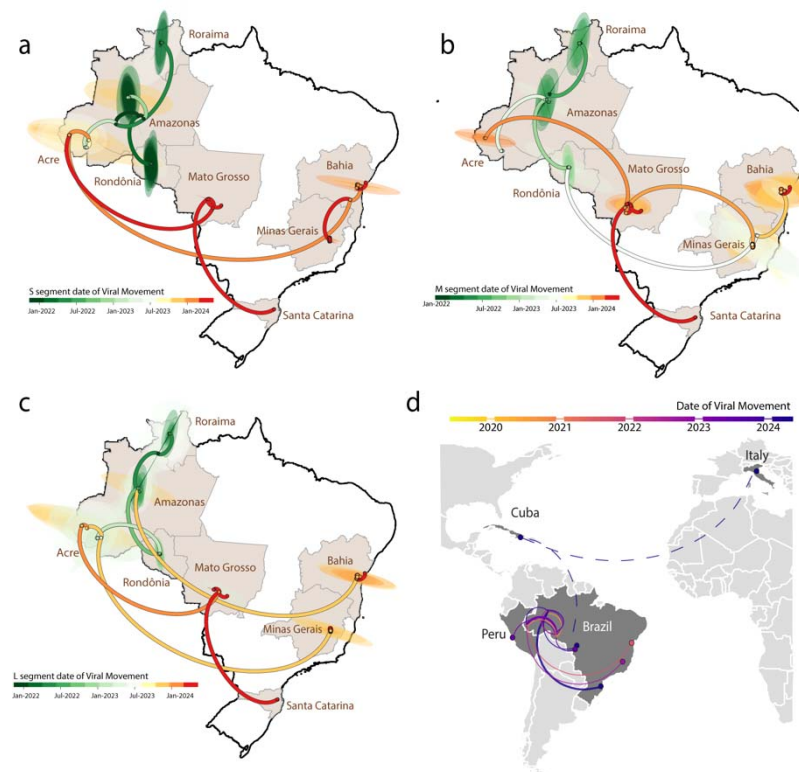 a
Roraima
Amazonas
Acre
Rondônia
Mato Grosso
Bahia
Minas Gerais
S segment date of Viral Movement
Jan-2022 Jul-2022 Jan-2023 Jul-2023 Jan-2024
Santa Catarina
b
Roraima
Amazonas
Acre
Rondônia
Mato Grosso
Bahia
Minas Gerais
M segment date of Viral Movement
Jan-2022 Jul-2022 Jan-2023 Jul-2023 Jan-2024
Santa Catarina
c
Roraima
Amazonas
Acre
Rondônia
Mato Grosso
Bahia
Minas Gerais
L segment date of Viral Movement
Jan-2022 Jul-2022 Jan-2023 Jul-2023 Jan-2024
Santa Catarina
d
Date of Viral Movement
2020 2021 2022 2023 2024
Italy
Cuba
Peru
Brazil